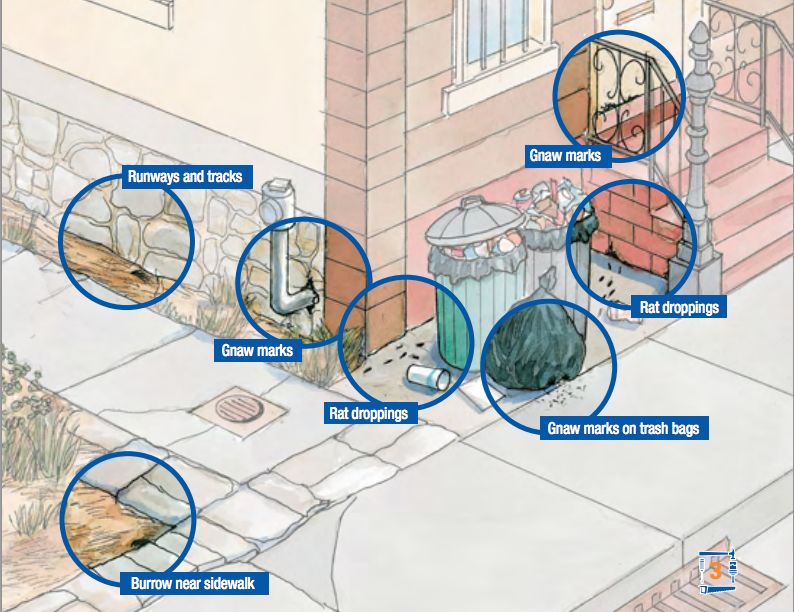 Gnaw marks
Runways and tracks
Rat droppings
Gnaw marks
Rat droppings
Gnaw marks on trash bags
Burrow near sidewalk
3